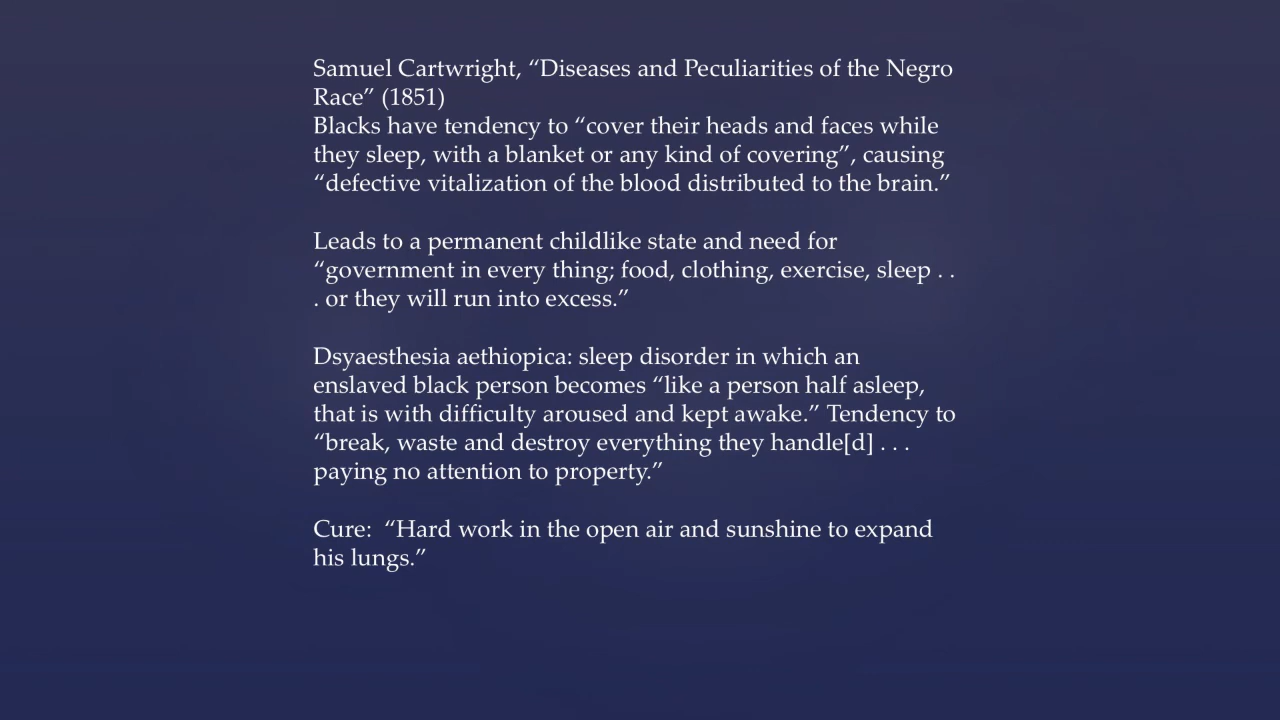 Samuel Cartwright, “Diseases and Peculiarities of the Negro
Race” (1851)
Blacks have tendency to “cover their heads and faces while
they sleep, with a blanket or any kind of covering”, causing
“defective vitalization of the blood distributed to the brain.”
Leads to a permanent childlike state and need for
“government in every thing; food, clothing, exercise, sleep . .
. or they will run into excess.”
Dsyaesthesia aethiopica: sleep disorder in which an
enslaved black person becomes “like a person half asleep,
that is with difficulty aroused and kept awake.” Tendency to
“break, waste and destroy everything they handle[d] . . .
paying no attention to property.”
Cure:  “Hard work in the open air and sunshine to expand
his lungs.”